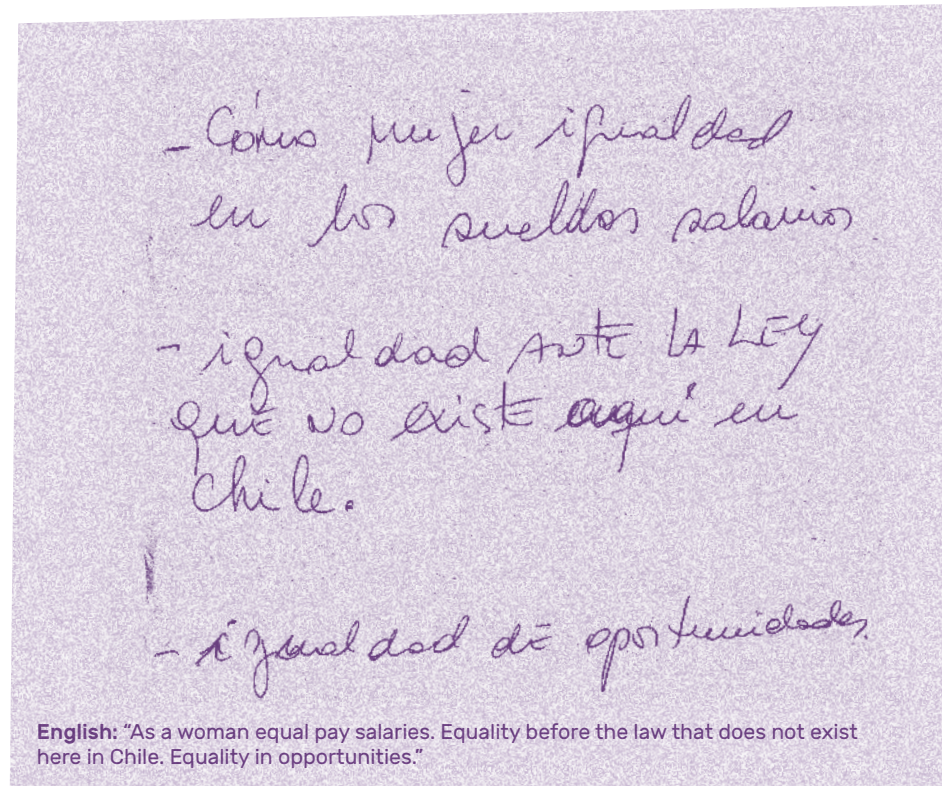 - Cómo mujer igualdad
en los sueldos salarios
- igualdad ANTE LA LEY
que NO existe aquí en
Chile.
- igualdad de oportunidades.
English: “As a woman equal pay salaries. Equality before the law that does not exist
here in Chile. Equality in opportunities.”